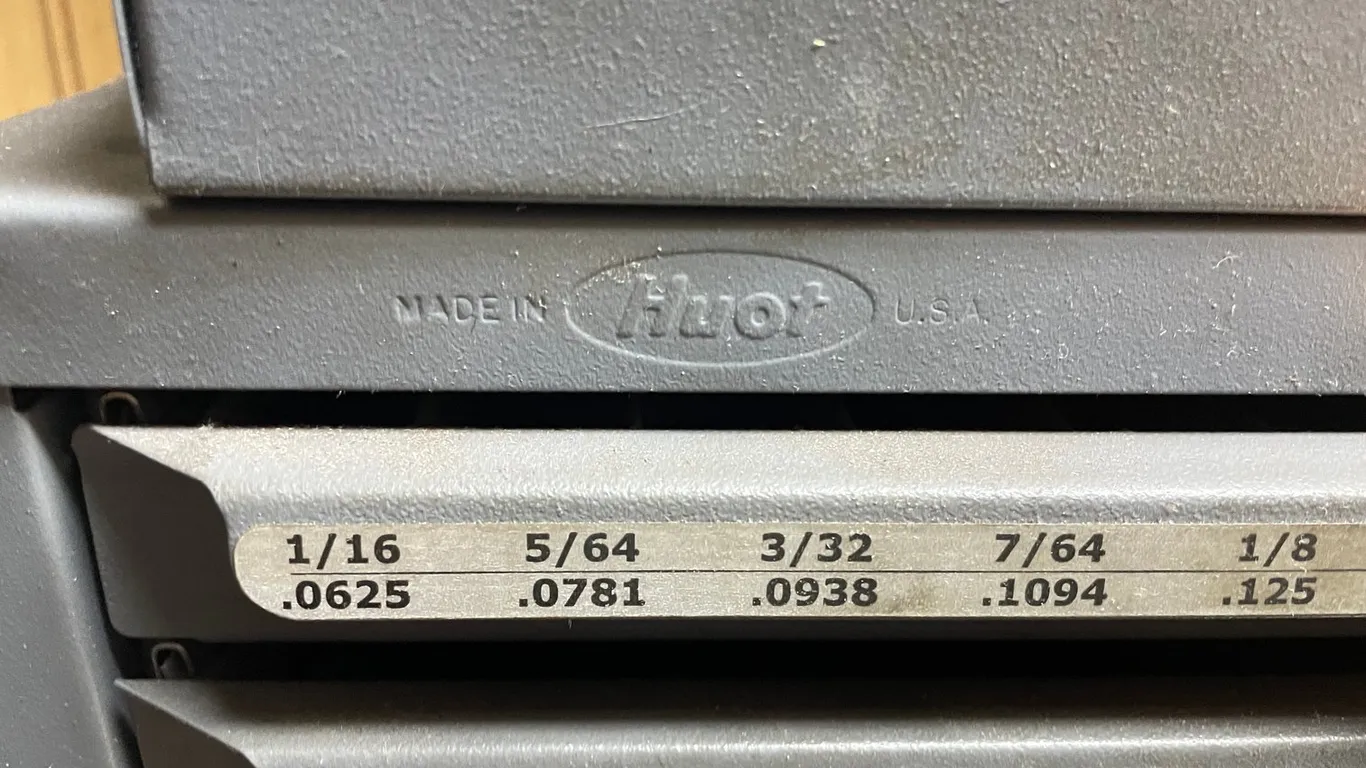 MADE IN Huot U.S.A.
1/16 5/64 3/32 7/64 1/8
.0625 .0781 .0938 .1094 .125